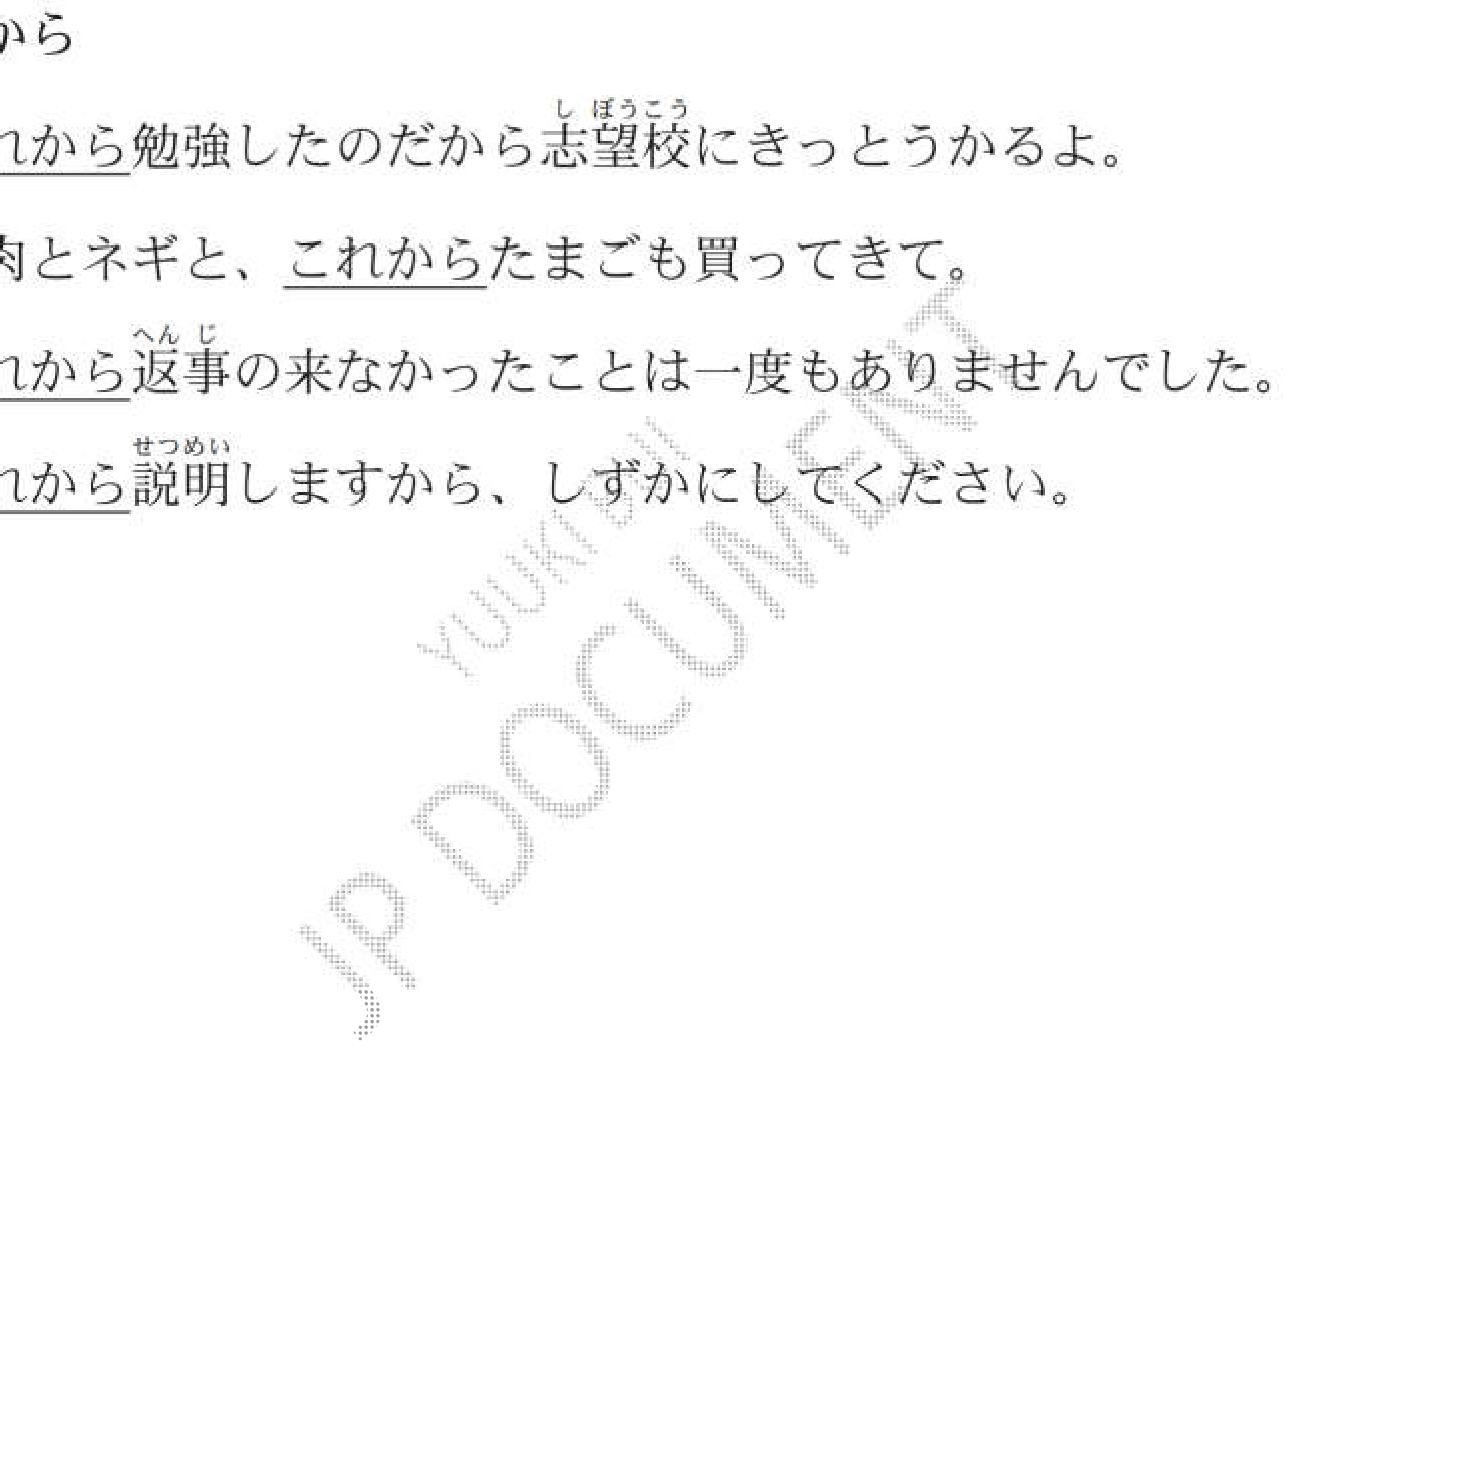 から
れから勉強したのだから志望校にきっとうかるよ。
肉とネギと、これからたまごも買ってきて。
れから返事の来なかったことは一度もありませんでした。
れから説明しますから、しずかにしてください。
JP DOCUMENT